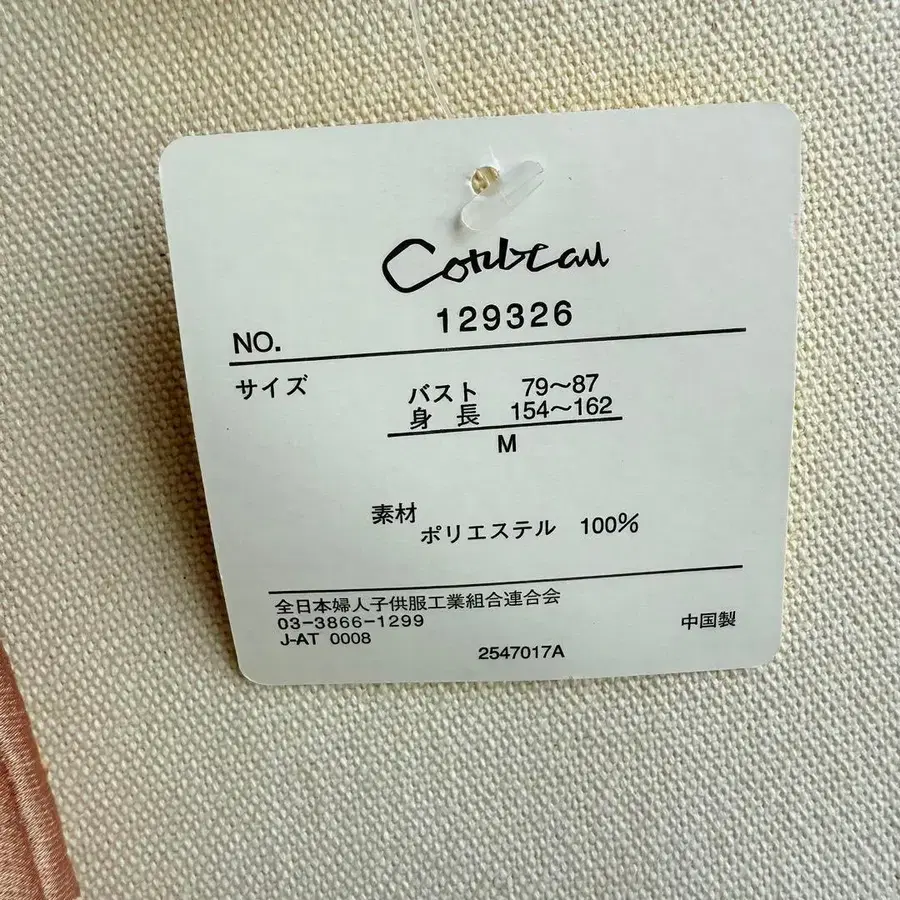 Corbeau
NO. 129326
サイズ バスト 79～87
身長 154～162
M
素材
ポリエステル 100%
全日本婦人子供服工業組合連合会
03-3866-1299 中国製
J-AT 0008
2547017A